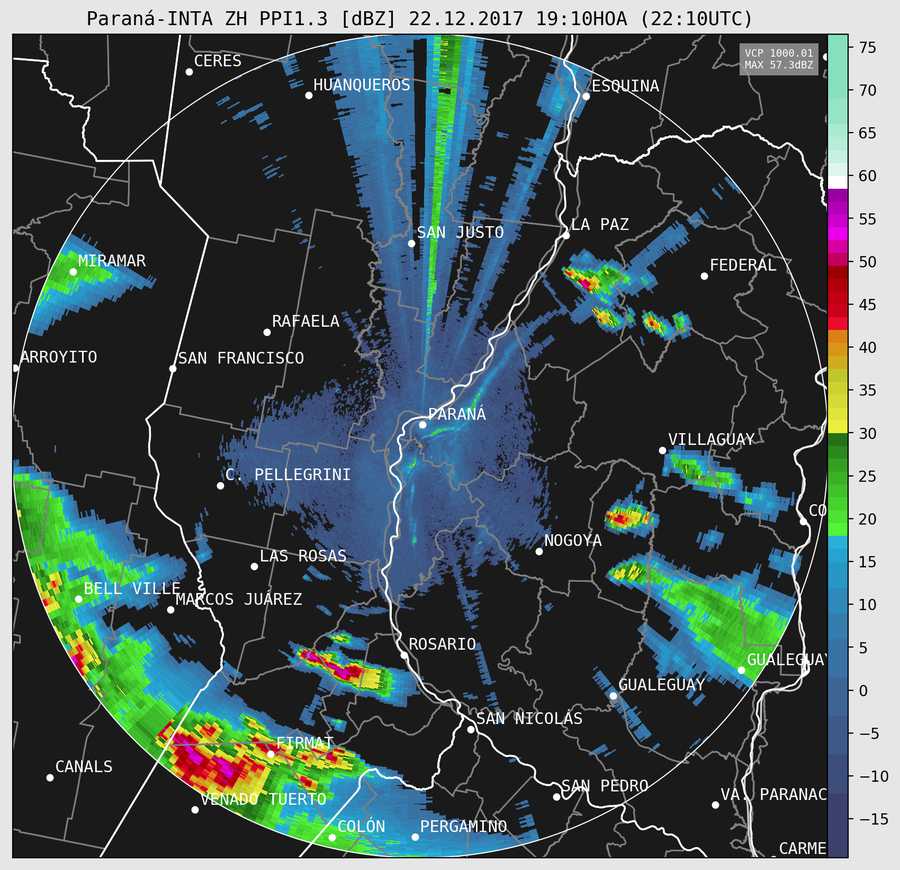 Paraná-INTA ZH PPI1.3 [dBZ] 22.12.2017 19:10HOA (22:10UTC)
VCP 1000.01
MAX 57.3dBZ
CERES
HUANQUEROS
ESQUINA
SAN JUSTO
LA PAZ
MIRAMAR
FEDERAL
RAFAELA
ARROYITO
SAN FRANCISCO
PARANÁ
VILLAGUAY
C. PELLEGRINI
CO
NOGOYA
LAS ROSAS
BELL VILLE
MARCOS JUÁREZ
ROSARIO
GUALEGUAY
GUALEGUAY
SAN NICOLÁS
FIRMAT
CANALS
SAN PEDRO
VENADO TUERTO
VA. PARANAC
COLÓN
PERGAMINO
CARME
75
70
65
60
55
50
45
40
35
30
25
20
15
10
5
0
−5
−10
−15